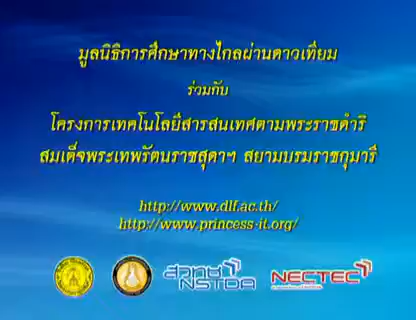 มูลนิธิการศึกษาทางไกลผ่านดาวเทียม
ร่วมกับ
โครงการเทคโนโลยีสารสนเทศตามพระราชดำริ
สมเด็จพระเทพรัตนราชสุดาฯ สยามบรมราชกุมารี
http://www.dlf.ac.th/
http://www.princess-it.org/
สวทช
NSTDA
NECTEC